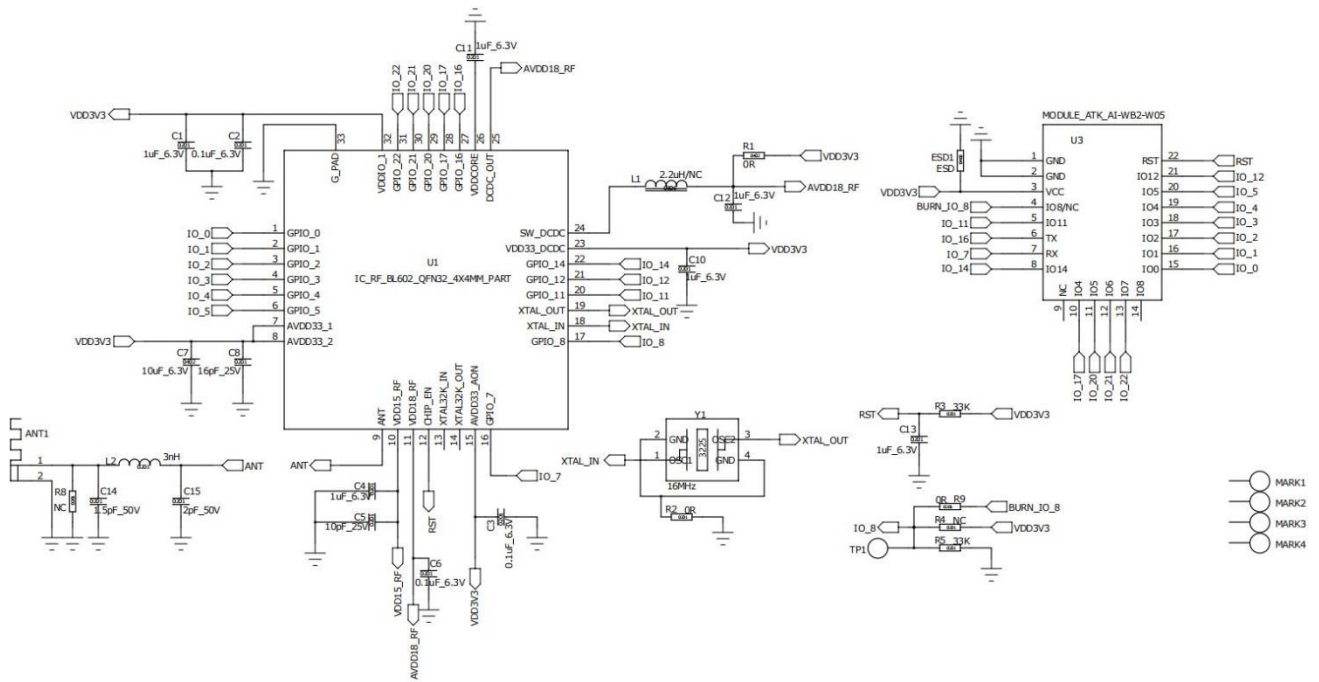 C11
1uF_6.3V
AVDD18_RF
IO_22
IO_21
IO_20
IO_17
IO_16
VDD3V3
C1
1uF_6.3V
C2
0.1uF_6.3V
33
32
31
30
29
28
27
26
25
G_PAD
VDDIO_1
GPIO_22
GPIO_21
GPIO_20
GPIO_17
GPIO_16
VDDCORE
DCDC_OUT
U1
IC_RF_BL602_QFN32_4X4MM_PART
IO_0 1 GPIO_0
IO_1 2 GPIO_1
IO_2 3 GPIO_2
IO_3 4 GPIO_3
IO_4 5 GPIO_4
IO_5 6 GPIO_5
7 AVDD33_1
VDD3V3 8 AVDD33_2
C7
10uF_6.3V
C8
16pF_25V
SW_DCDC 24
VDD33_DCDC 23 VDD3V3
GPIO_14 22 IO_14
GPIO_12 21 IO_12
GPIO_11 20 IO_11
XTAL_OUT 19 XTAL_OUT
XTAL_IN 18 XTAL_IN
GPIO_8 17 IO_8
L1
2.2uH/NC
R1
0R
VDD3V3
AVDD18_RF
C12
1uF_6.3V
C10
1uF_6.3V
ANT
VDD15_RF
VDD18_RF
CHIP_EN
XTAL32K_IN
XTAL32K_OUT
AVDD33_AON
GPIO_7
9
10
11
12
13
14
15
16
ANT
IO_7
C4
1uF_6.3V
C5
10pF_25V
RST
C3
0.1uF_6.3V
C6
0.1uF_6.3V
VDD15_RF
AVDD18_RF
VDD3V3
ANT1
1
2
L2
3nH
ANT
R8
NC
C14
1.5pF_50V
C15
2pF_50V
Y1
2 GND
1 OSC1
3225
OSC2 3
GND 4
16MHz
XTAL_IN
XTAL_OUT
R2 0R
MODULE_ATK_AI-WB2-W05
U3
ESD1
ESD
1 GND
2 GND
VDD3V3 3 VCC
BURN_IO_8 4 IO8/NC
IO_11 5 IO11
IO_16 6 TX
IO_7 7 RX
IO_14 8 IO14
RST 22 RST
IO12 21 IO_12
IO5 20 IO_5
IO4 19 IO_4
IO3 18 IO_3
IO2 17 IO_2
IO1 16 IO_1
IO0 15 IO_0
NC
IO4
IO5
IO6
IO7
IO8
9
10
11
12
13
14
IO_17
IO_20
IO_21
IO_22
RST
R3 33K
VDD3V3
C13
1uF_6.3V
0R R9
BURN_IO_8
IO_8
R4 NC
VDD3V3
TP1
R5 33K
MARK1
MARK2
MARK3
MARK4